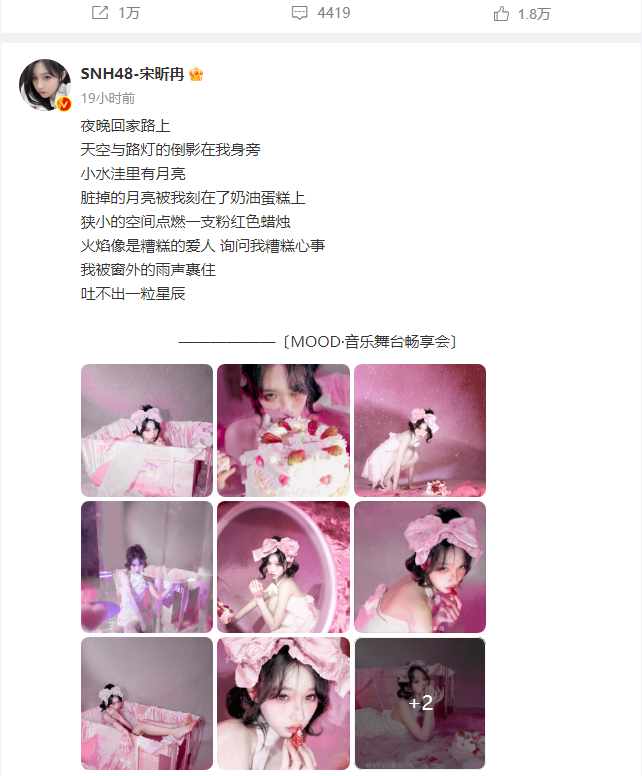 1万
4419
1.8万
SNH48-宋昕冉
19小时前
夜晚回家路上
天空与路灯的倒影在我身旁
小水洼里有月亮
脏掉的月亮被我刻在了奶油蛋糕上
狭小的空间点燃一支粉红色蜡烛
火焰像是糟糕的爱人 询问我糟糕心事
我被窗外的雨声裹住
吐不出一粒星辰
——————〔MOOD·音乐舞台畅享会〕
+2